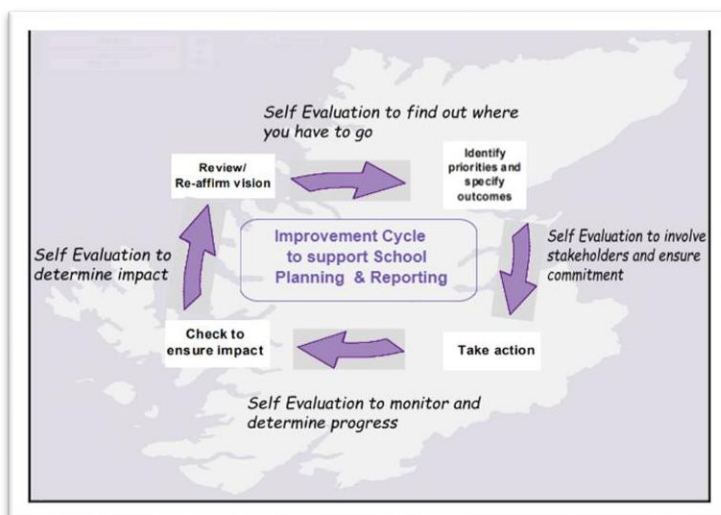 Self Evaluation to find out where
you have to go
Review/
Re-affirm vision
Identify
priorities and
specify
outcomes
Improvement Cycle
to support School
Planning & Reporting
Self Evaluation to
determine impact
Self Evaluation to involve
stakeholders and ensure
commitment
Check to
ensure impact
Take action
Self Evaluation to monitor and
determine progress